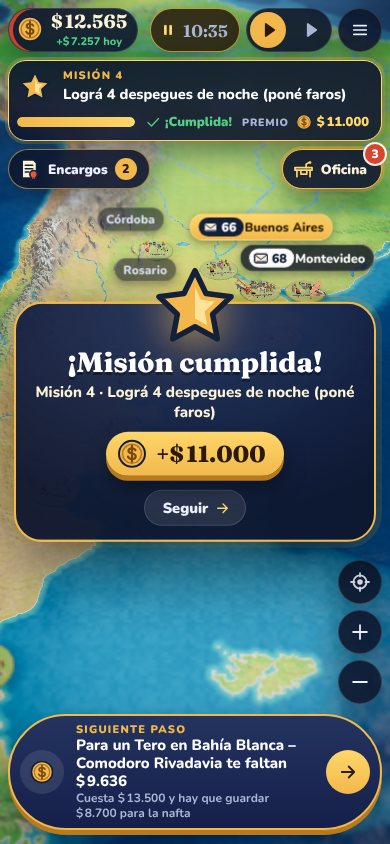 $12.565
+$7.257 hoy
10:35
MISIÓN 4
Lográ 4 despegues de noche (poné faros)
¡Cumplida!
PREMIO
$11.000
Encargos
2
Oficina
3
Córdoba
66 Buenos Aires
68 Montevideo
Rosario
¡Misión cumplida!
Misión 4 · Lográ 4 despegues de noche (poné
faros)
+$11.000
Seguir →
SIGUIENTE PASO
Para un Tero en Bahía Blanca –
Comodoro Rivadavia te faltan
$9.636
Cuesta $13.500 y hay que guardar
$8.700 para la nafta